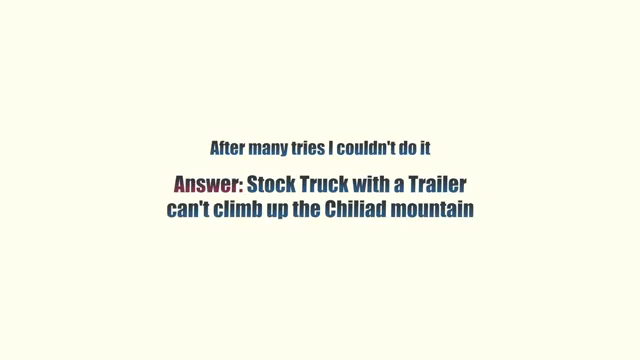 After many tries I couldn't do it
Answer: Stock Truck with a Trailer
can't climb up the Chiliad mountain